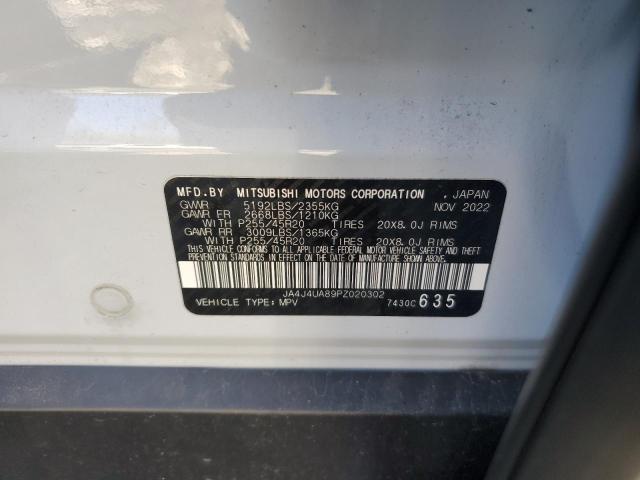 MFD.BY MITSUBISHI MOTORS CORPORATION , JAPAN
GVWR 5192LBS/2355KG NOV 2022
GAWR FR 2668LBS/1210KG
WITH P255/45R20 TIRES 20X8.0J RIMS
GAWR RR 3009LBS/1365KG
WITH P255/45R20 TIRES 20X8.0J RIMS
THIS VEHICLE CONFORMS TO ALL APPLICABLE FEDERAL MOTOR VEHICLE SAFETY AND THEFT
PREVENTION STANDARDS IN EFFECT ON THE DATE OF MANUFACTURE SHOWN ABOVE.
JA4J4UA89PZ020302
VEHICLE TYPE: MPV 7430C 635